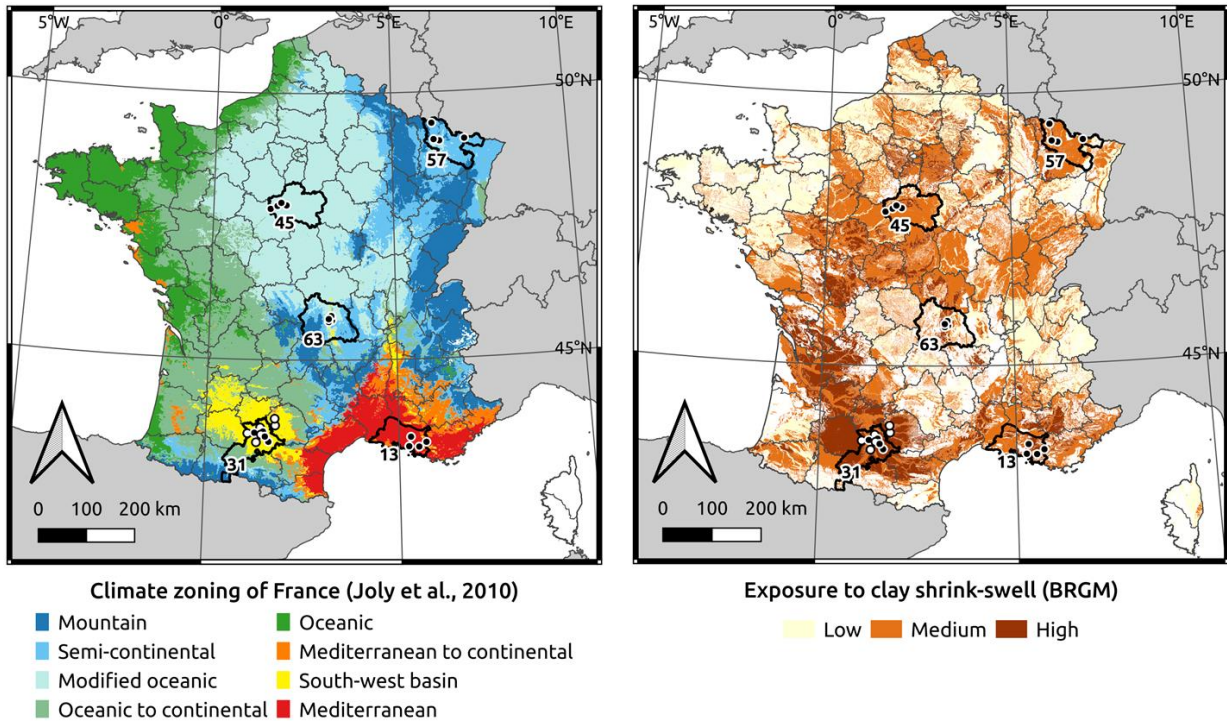 5°W
0°
5°E
10°E
50°N
57
45
63
45°N
31
13
0
100
200 km
Climate zoning of France (Joly et al., 2010)
Mountain
Semi-continental
Modified oceanic
Oceanic to continental
Oceanic
Mediterranean to continental
South-west basin
Mediterranean
5°W
0°
5°E
10°E
50°N
57
45
63
45°N
31
13
0
100
200 km
Exposure to clay shrink-swell (BRGM)
Low
Medium
High